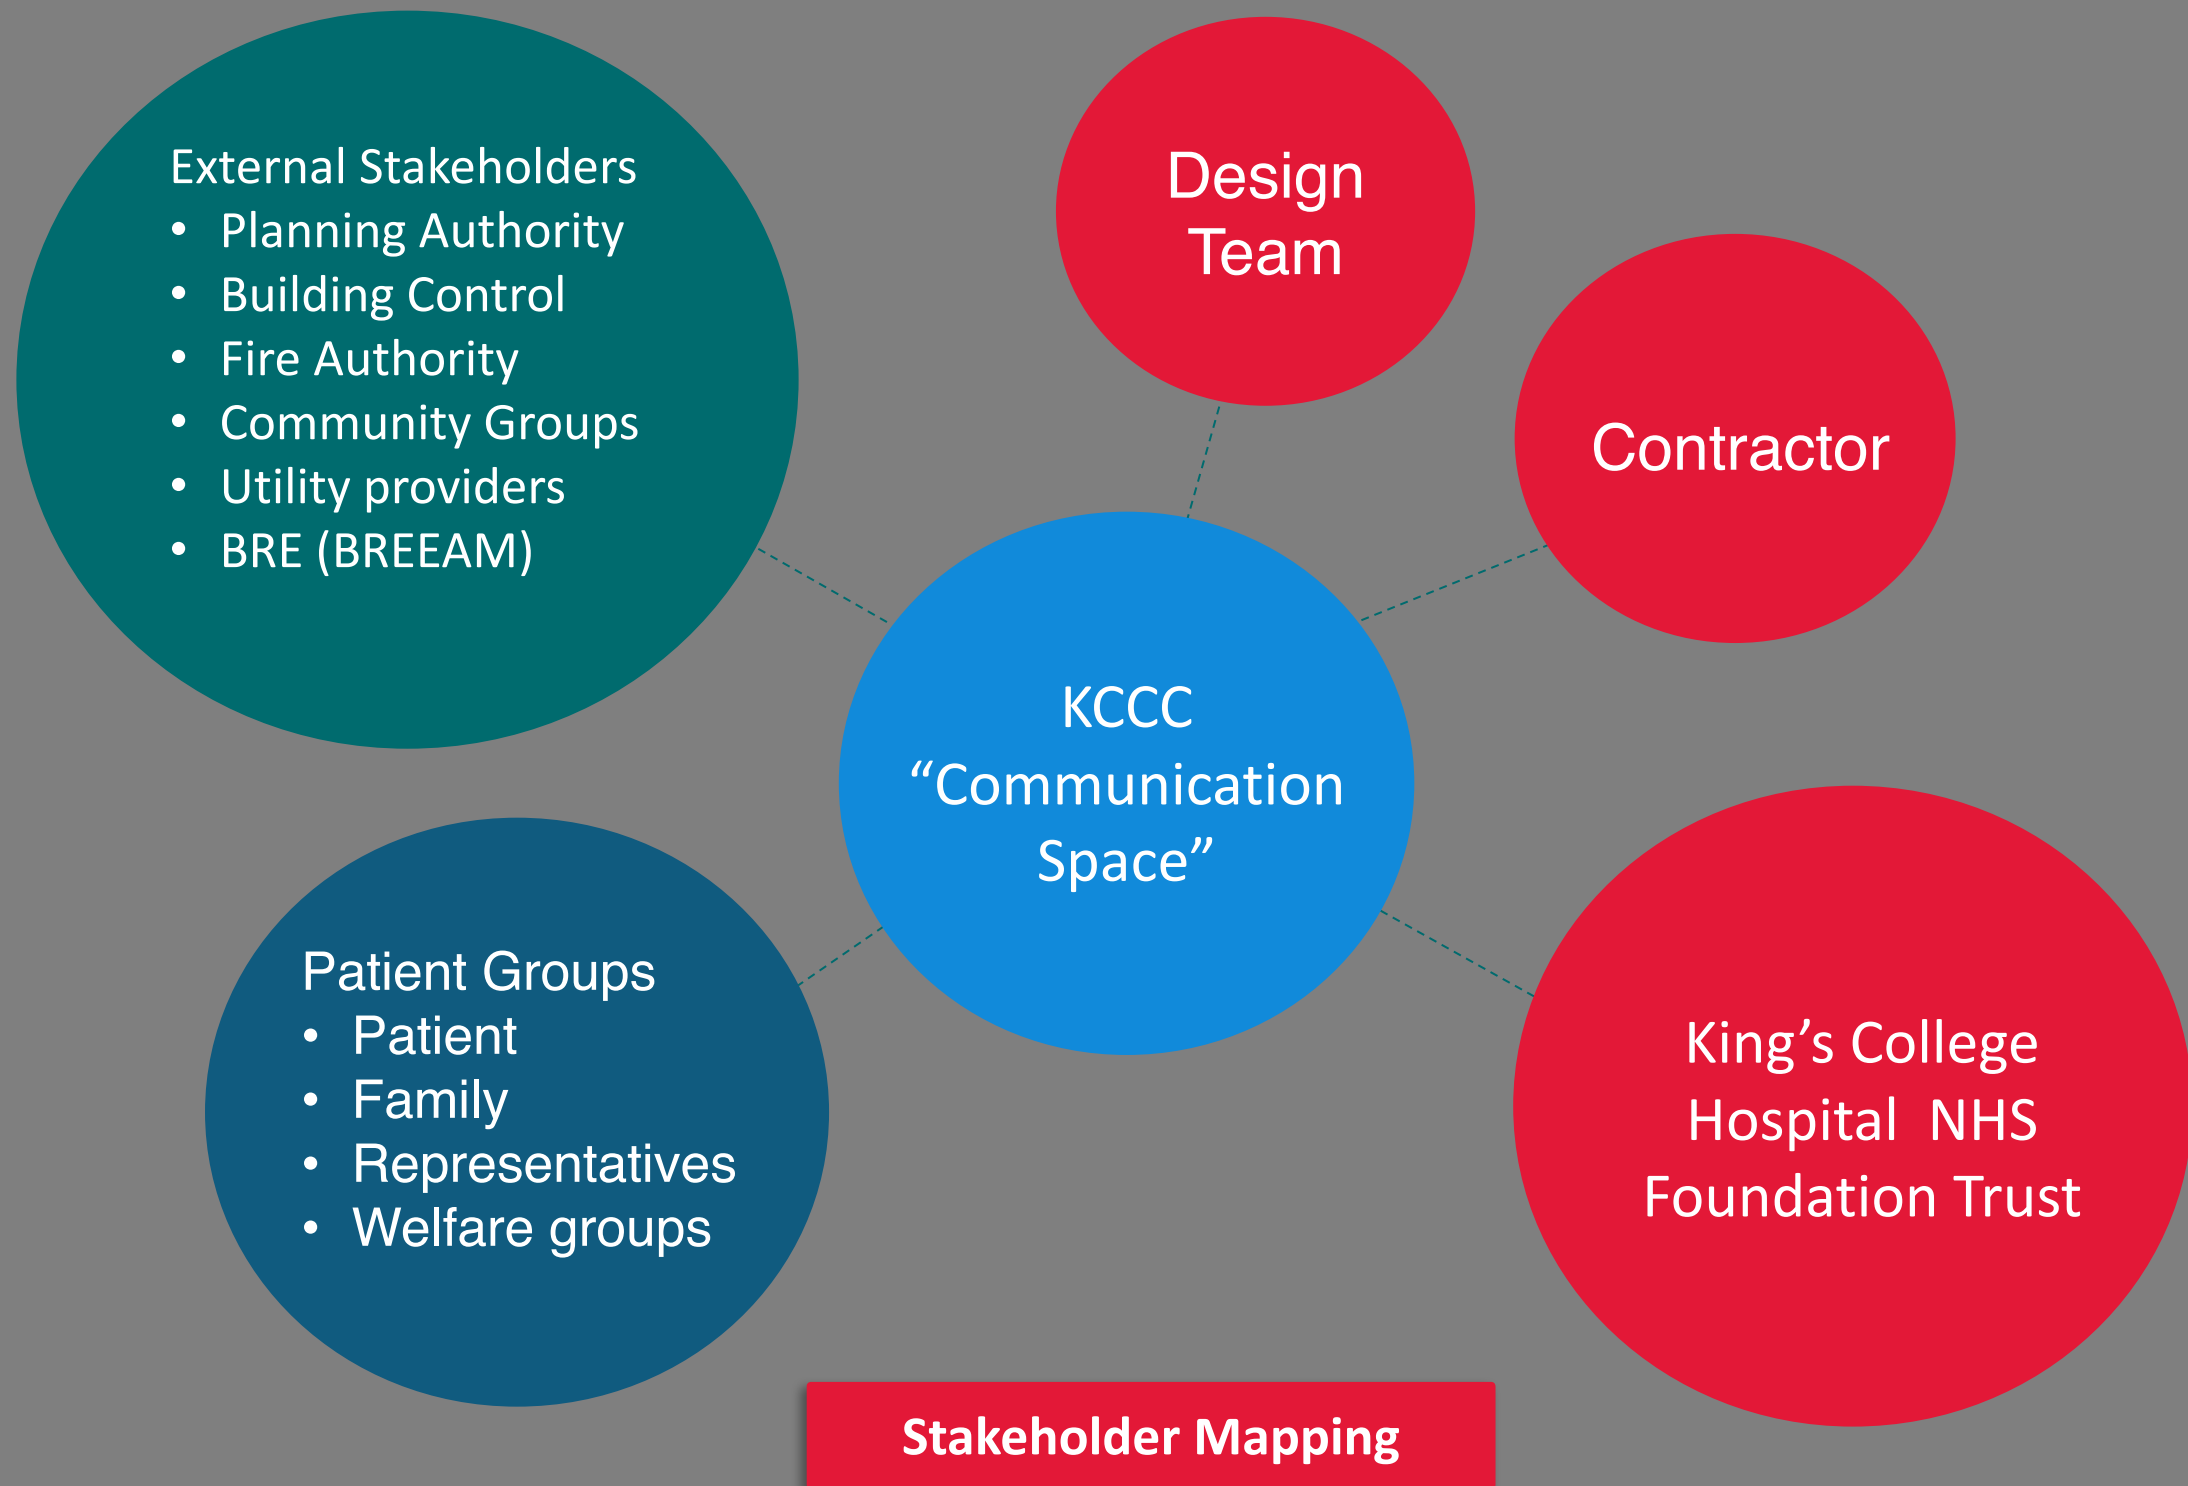 External Stakeholders
• Planning Authority
• Building Control
• Fire Authority
• Community Groups
• Utility providers
• BRE (BREEAM)
Design
Team
Contractor
KCCC
“Communication
Space”
Patient Groups
• Patient
• Family
• Representatives
• Welfare groups
King’s College
Hospital  NHS
Foundation Trust
Stakeholder Mapping